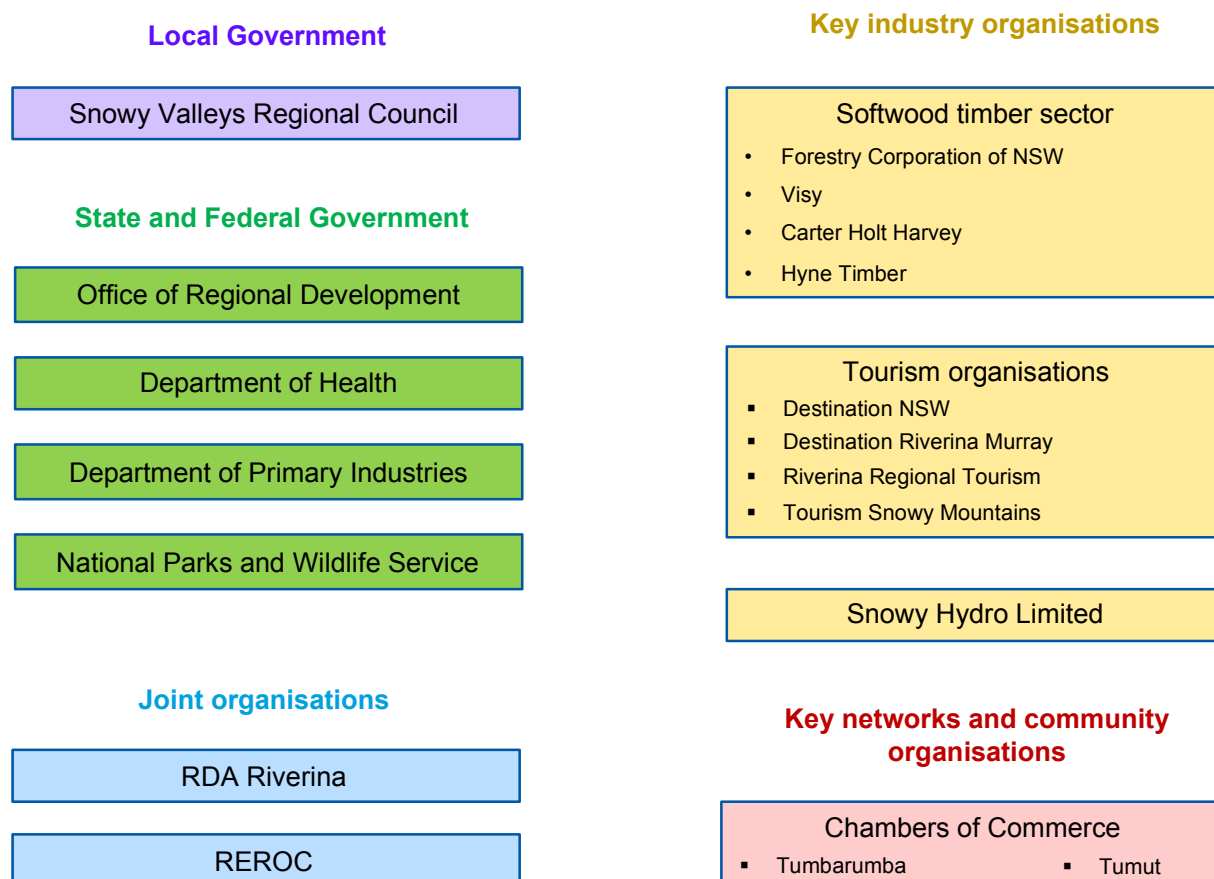 Local Government
Snowy Valleys Regional Council
State and Federal Government
Office of Regional Development
Department of Health
Department of Primary Industries
National Parks and Wildlife Service
Joint organisations
RDA Riverina
REROC
Key industry organisations
Softwood timber sector
• Forestry Corporation of NSW
• Visy
• Carter Holt Harvey
• Hyne Timber
Tourism organisations
▪ Destination NSW
▪ Destination Riverina Murray
▪ Riverina Regional Tourism
▪ Tourism Snowy Mountains
Snowy Hydro Limited
Key networks and community
organisations
Chambers of Commerce
▪ Tumbarumba ▪ Tumut